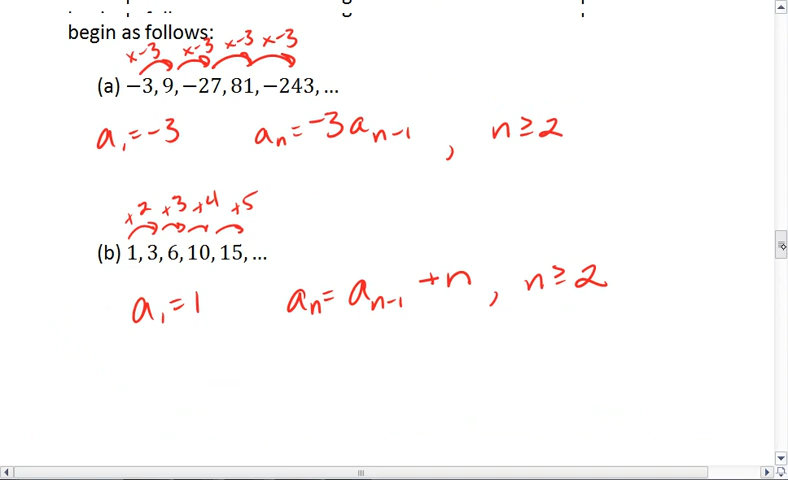 begin as follows:
×-3 ×-3 ×-3 ×-3
(a) −3, 9, −27, 81, −243, ...
a₁ = -3 aₙ = -3aₙ₋₁ , n ≥ 2
+2 +3 +4 +5
(b) 1, 3, 6, 10, 15, ...
a₁ = 1 aₙ = aₙ₋₁ + n , n ≥ 2